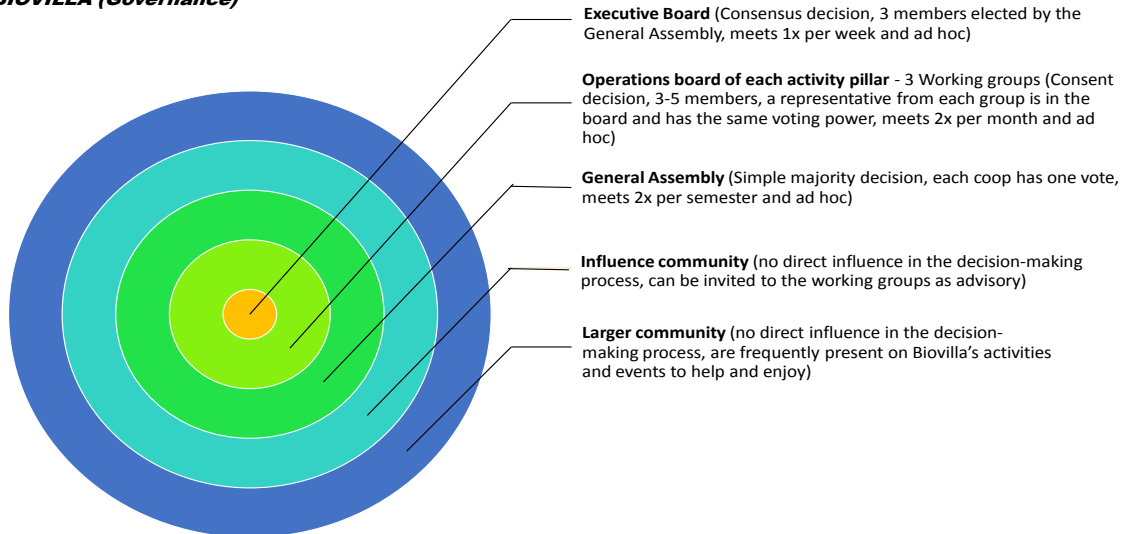 BIOVILLA (Governance)
Executive Board (Consensus decision, 3 members elected by the
General Assembly, meets 1x per week and ad hoc)
Operations board of each activity pillar - 3 Working groups (Consent
decision, 3-5 members, a representative from each group is in the
board and has the same voting power, meets 2x per month and ad
hoc)
General Assembly (Simple majority decision, each coop has one vote,
meets 2x per semester and ad hoc)
Influence community (no direct influence in the decision-making
process, can be invited to the working groups as advisory)
Larger community (no direct influence in the decision-
making process, are frequently present on Biovilla’s activities
and events to help and enjoy)